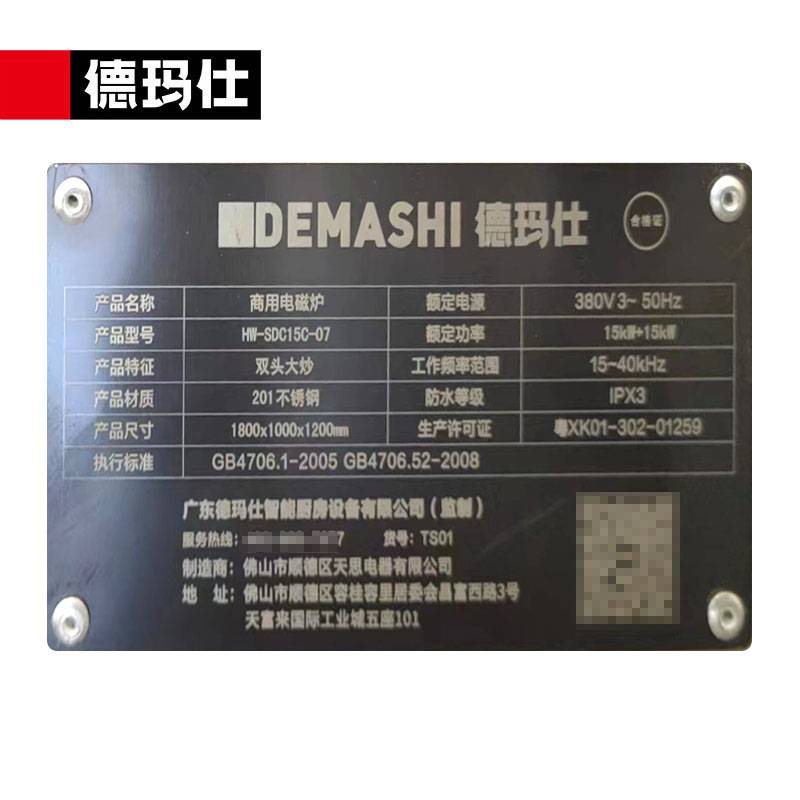 德玛仕
DEMASHI 德玛仕
合格证
产品名称 商用电磁炉 额定电源 380V 3~ 50Hz
产品型号 HW-SDC15C-07 额定功率 15kW+15kW
产品特征 双头大炒 工作频率范围 15~40kHz
产品材质 201不锈钢 防水等级 IPX3
产品尺寸 1800x1000x1200mm 生产许可证 粤XK01-302-01259
执行标准 GB4706.1-2005 GB4706.52-2008
广东德玛仕智能厨房设备有限公司（监制）
服务热线： 7 货号：TS01
制造商：佛山市顺德区天思电器有限公司
地 址：佛山市顺德区容桂容里居委会昌富西路3号
天富来国际工业城五座101